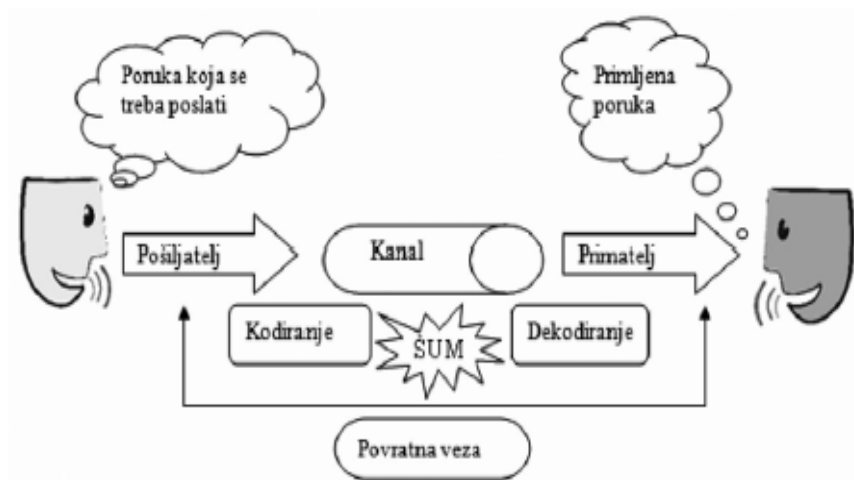 Poruka koja se
treba poslati
Primljena
poruka
Pošiljatelj
Kanal
Primatelj
Kodiranje
ŠUM
Dekodiranje
Povratna veza